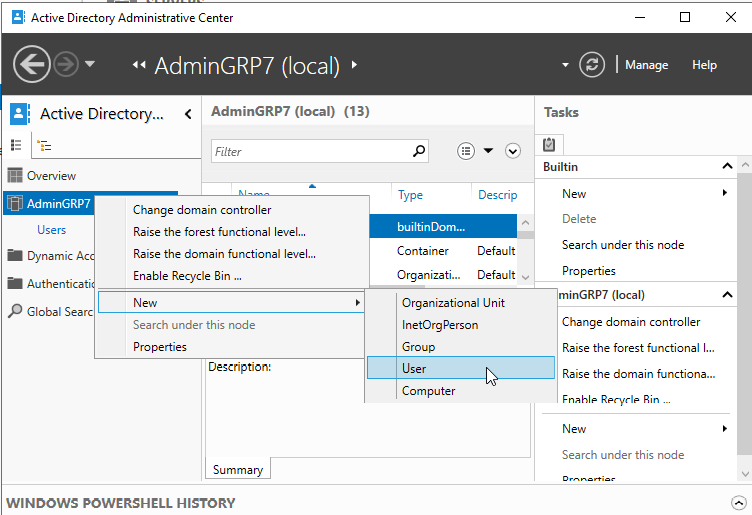 Active Directory Administrative Center
AdminGRP7 (local)
Manage
Help
Active Directory...
Overview
AdminGRP7
Users
Dynamic Acc
Authenticati
Global Searc
AdminGRP7 (local) (13)
Filter
Name
Type
Descrip
builtinDom...
Container
Default
Organizati...
Default
Change domain controller
Raise the forest functional level...
Raise the domain functional level...
Enable Recycle Bin ...
New
Search under this node
Properties
Organizational Unit
InetOrgPerson
Group
User
Computer
Description:
Summary
Tasks
Builtin
New
Delete
Search under this node
Properties
dminGRP7 (local)
Change domain controller
Raise the forest functional l...
Raise the domain functiona...
Enable Recycle Bin ...
New
Search under this node
Properties
WINDOWS POWERSHELL HISTORY